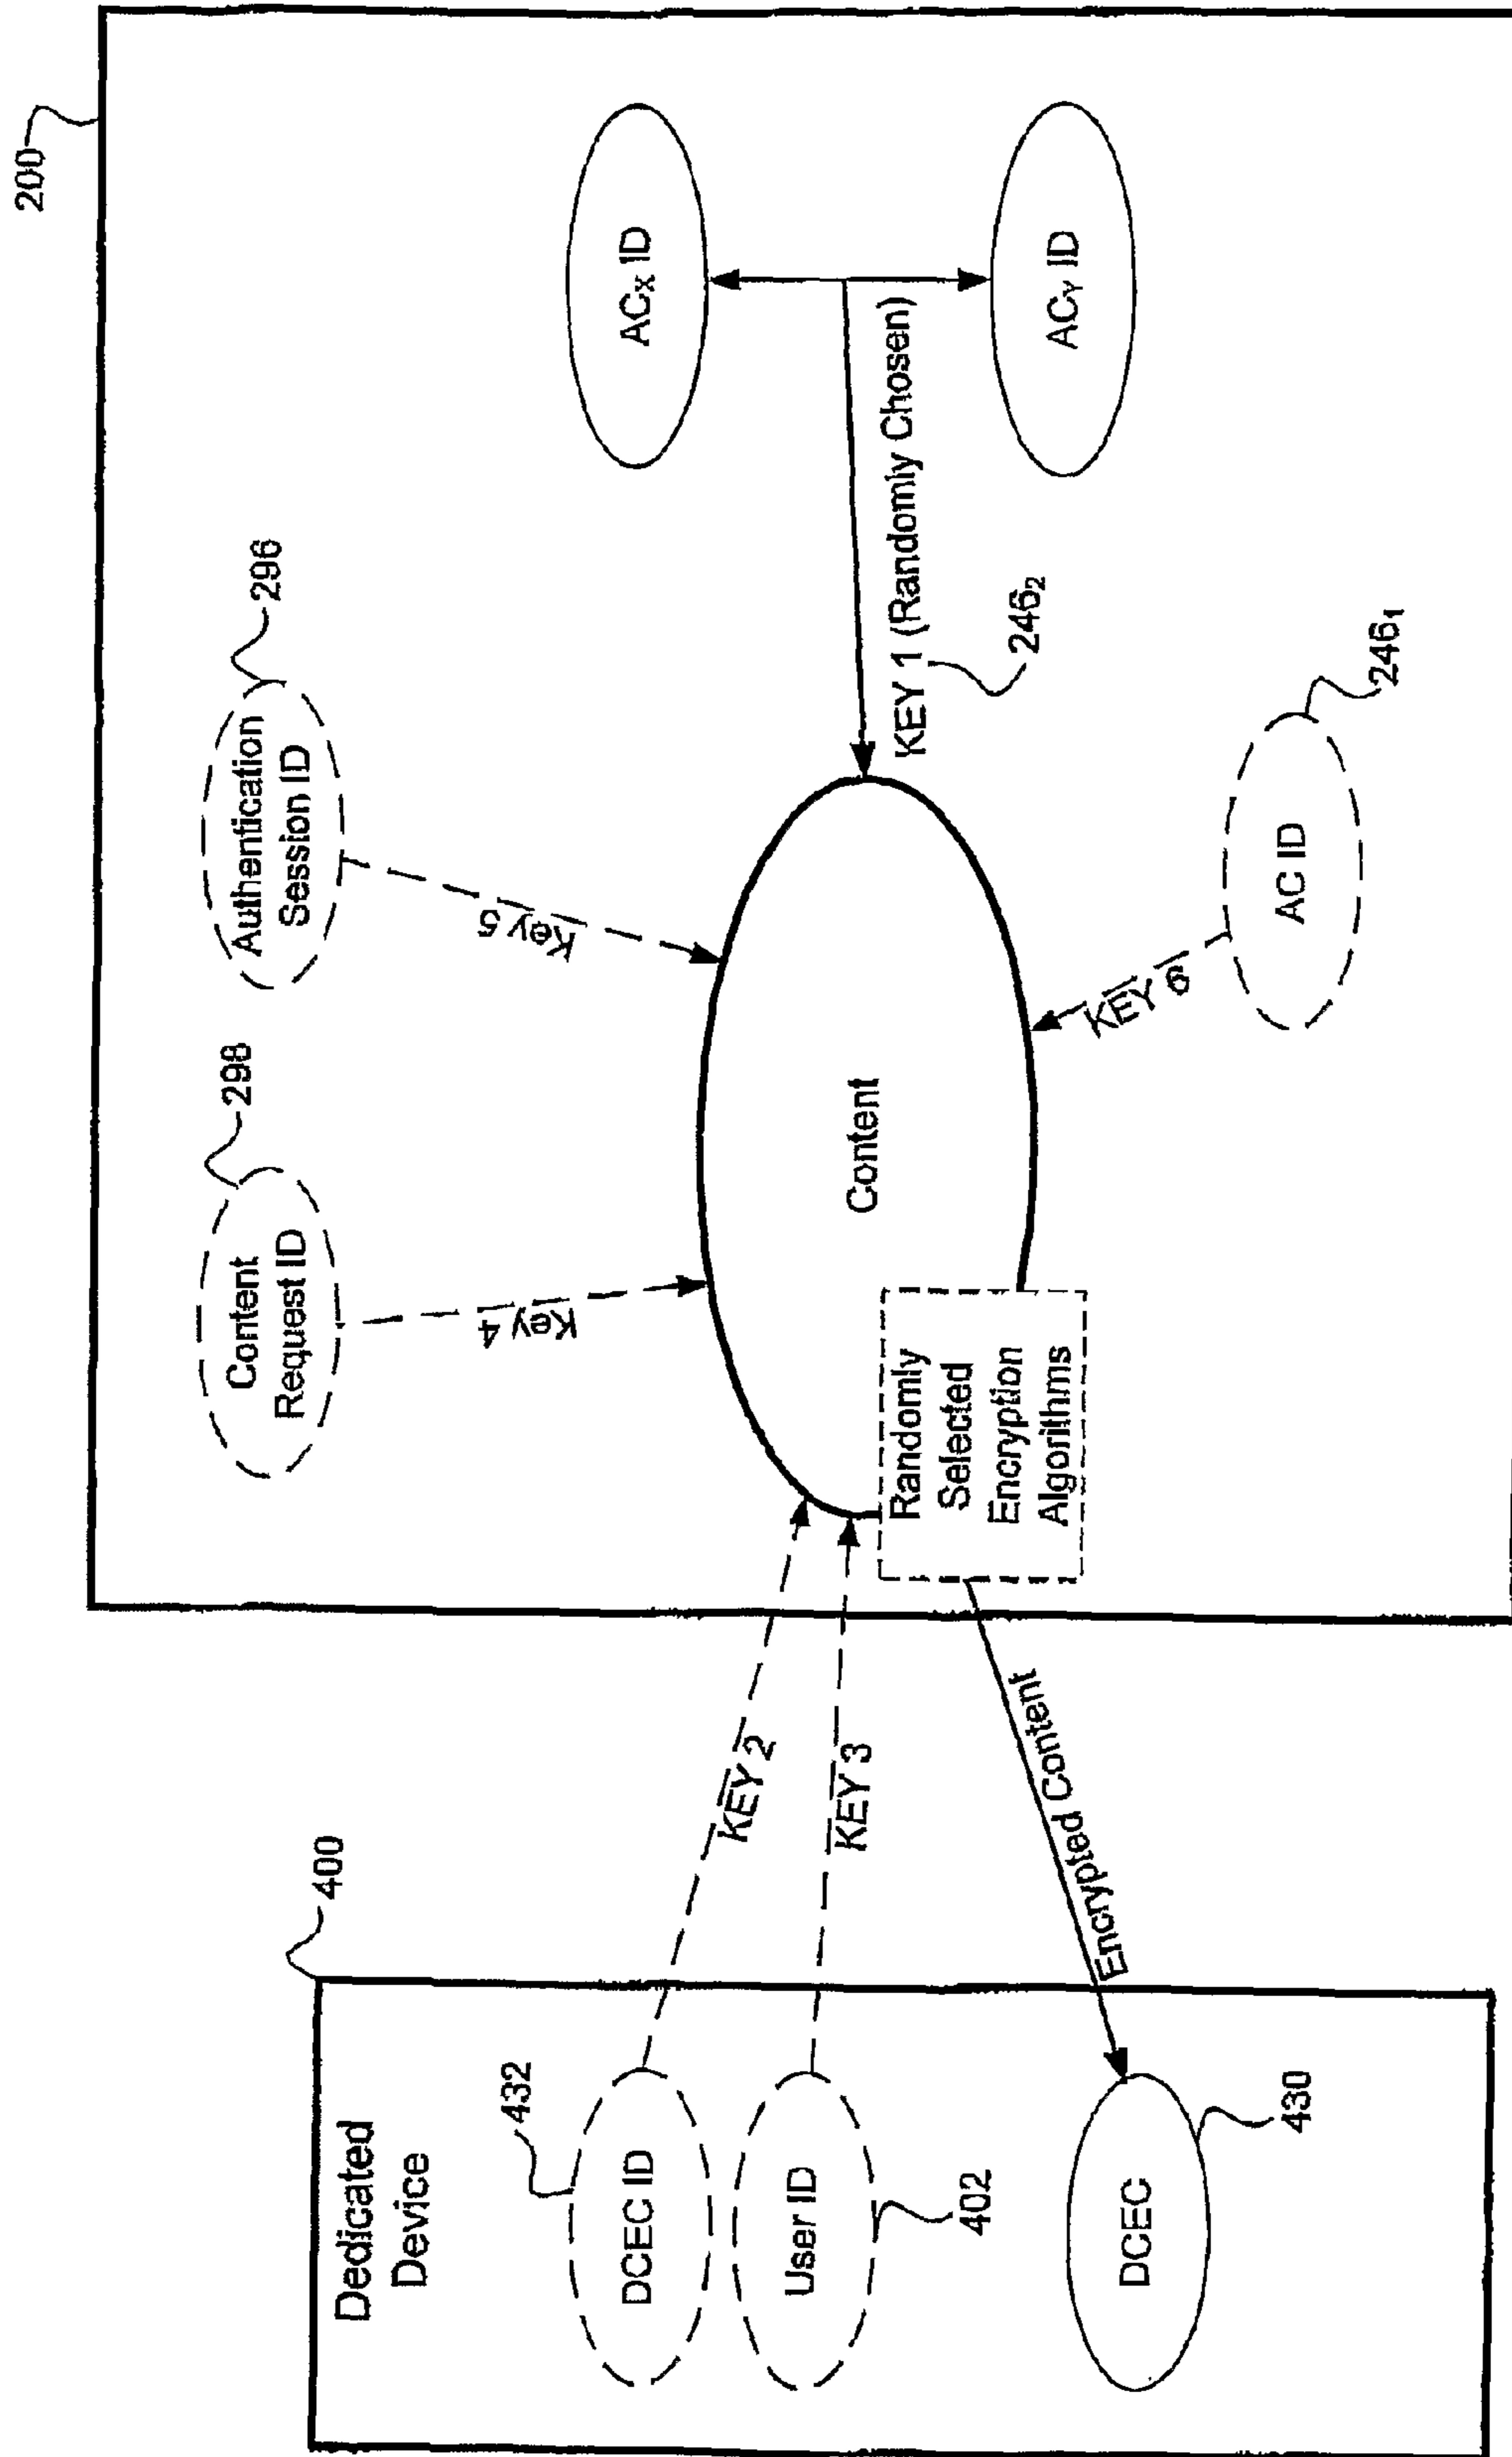 200
400
Dedicated
Device
432
DCEC ID
User ID
402
DCEC
430
KEY 2
KEY 3
Encrypted Content
298
Content
Request ID
Key 4
296
Authentication
Session ID
Key 5
Content
Randomly
Selected
Encryption
Algorithms
KEY 1 (Randomly Chosen)
246₂
AC ID
246₁
KEY 6
ACX ID
ACY ID